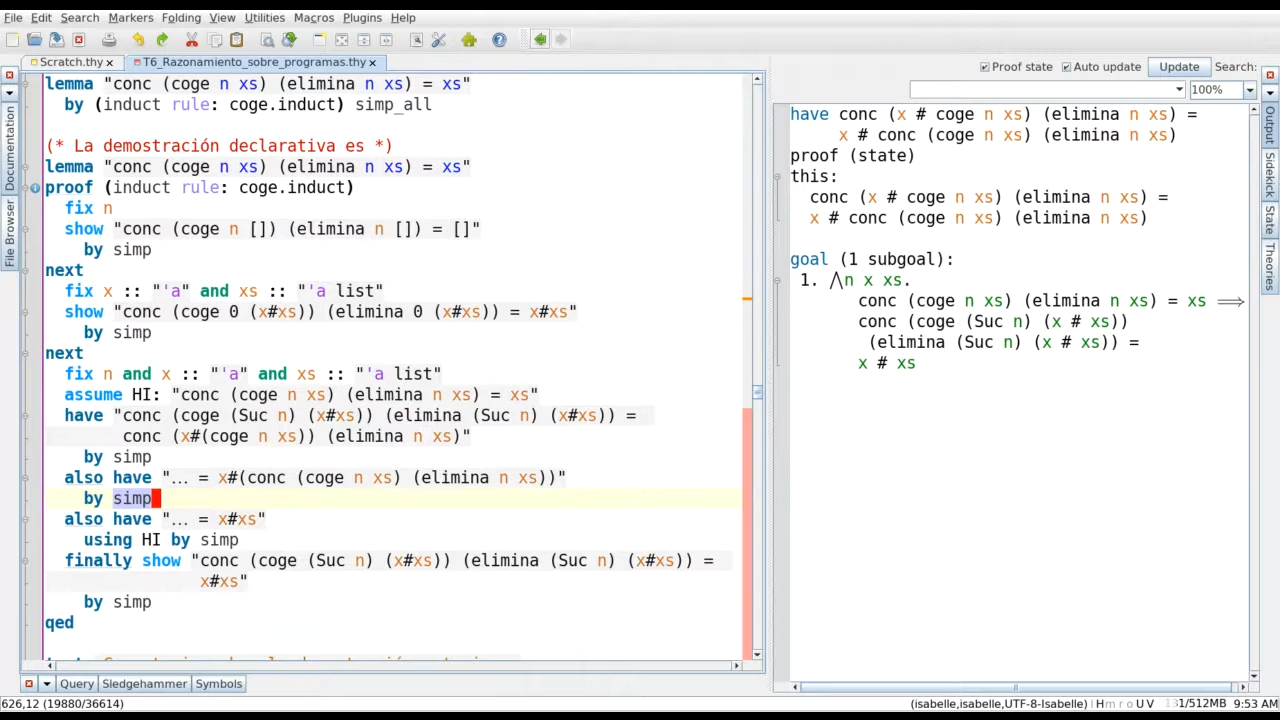 File Edit Search Markers Folding View Utilities Macros Plugins Help
Scratch.thy
T6_Razonamiento_sobre_programas.thy
Documentation
File Browser
lemma "conc (coge n xs) (elimina n xs) = xs"
by (induct rule: coge.induct) simp_all
(* La demostración declarativa es *)
lemma "conc (coge n xs) (elimina n xs) = xs"
proof (induct rule: coge.induct)
fix n
show "conc (coge n []) (elimina n []) = []"
by simp
next
fix x :: "'a" and xs :: "'a list"
show "conc (coge 0 (x#xs)) (elimina 0 (x#xs)) = x#xs"
by simp
next
fix n and x :: "'a" and xs :: "'a list"
assume HI: "conc (coge n xs) (elimina n xs) = xs"
have "conc (coge (Suc n) (x#xs)) (elimina (Suc n) (x#xs)) =
conc (x#(coge n xs)) (elimina n xs)"
by simp
also have "… = x#(conc (coge n xs) (elimina n xs))"
by simp
also have "… = x#xs"
using HI by simp
finally show "conc (coge (Suc n) (x#xs)) (elimina (Suc n) (x#xs)) =
x#xs"
by simp
qed
Proof state Auto update Update Search:
100%
have conc (x # coge n xs) (elimina n xs) =
x # conc (coge n xs) (elimina n xs)
proof (state)
this:
conc (x # coge n xs) (elimina n xs) =
x # conc (coge n xs) (elimina n xs)
goal (1 subgoal):
1. ⋀n x xs.
conc (coge n xs) (elimina n xs) = xs ⟹
conc (coge (Suc n) (x # xs))
(elimina (Suc n) (x # xs)) =
x # xs
Output
Sidekick
State
Theories
Query Sledgehammer Symbols
626,12 (19880/36614)
(isabelle,isabelle,UTF-8-Isabelle) H m r o U V 131/512MB 9:53 AM